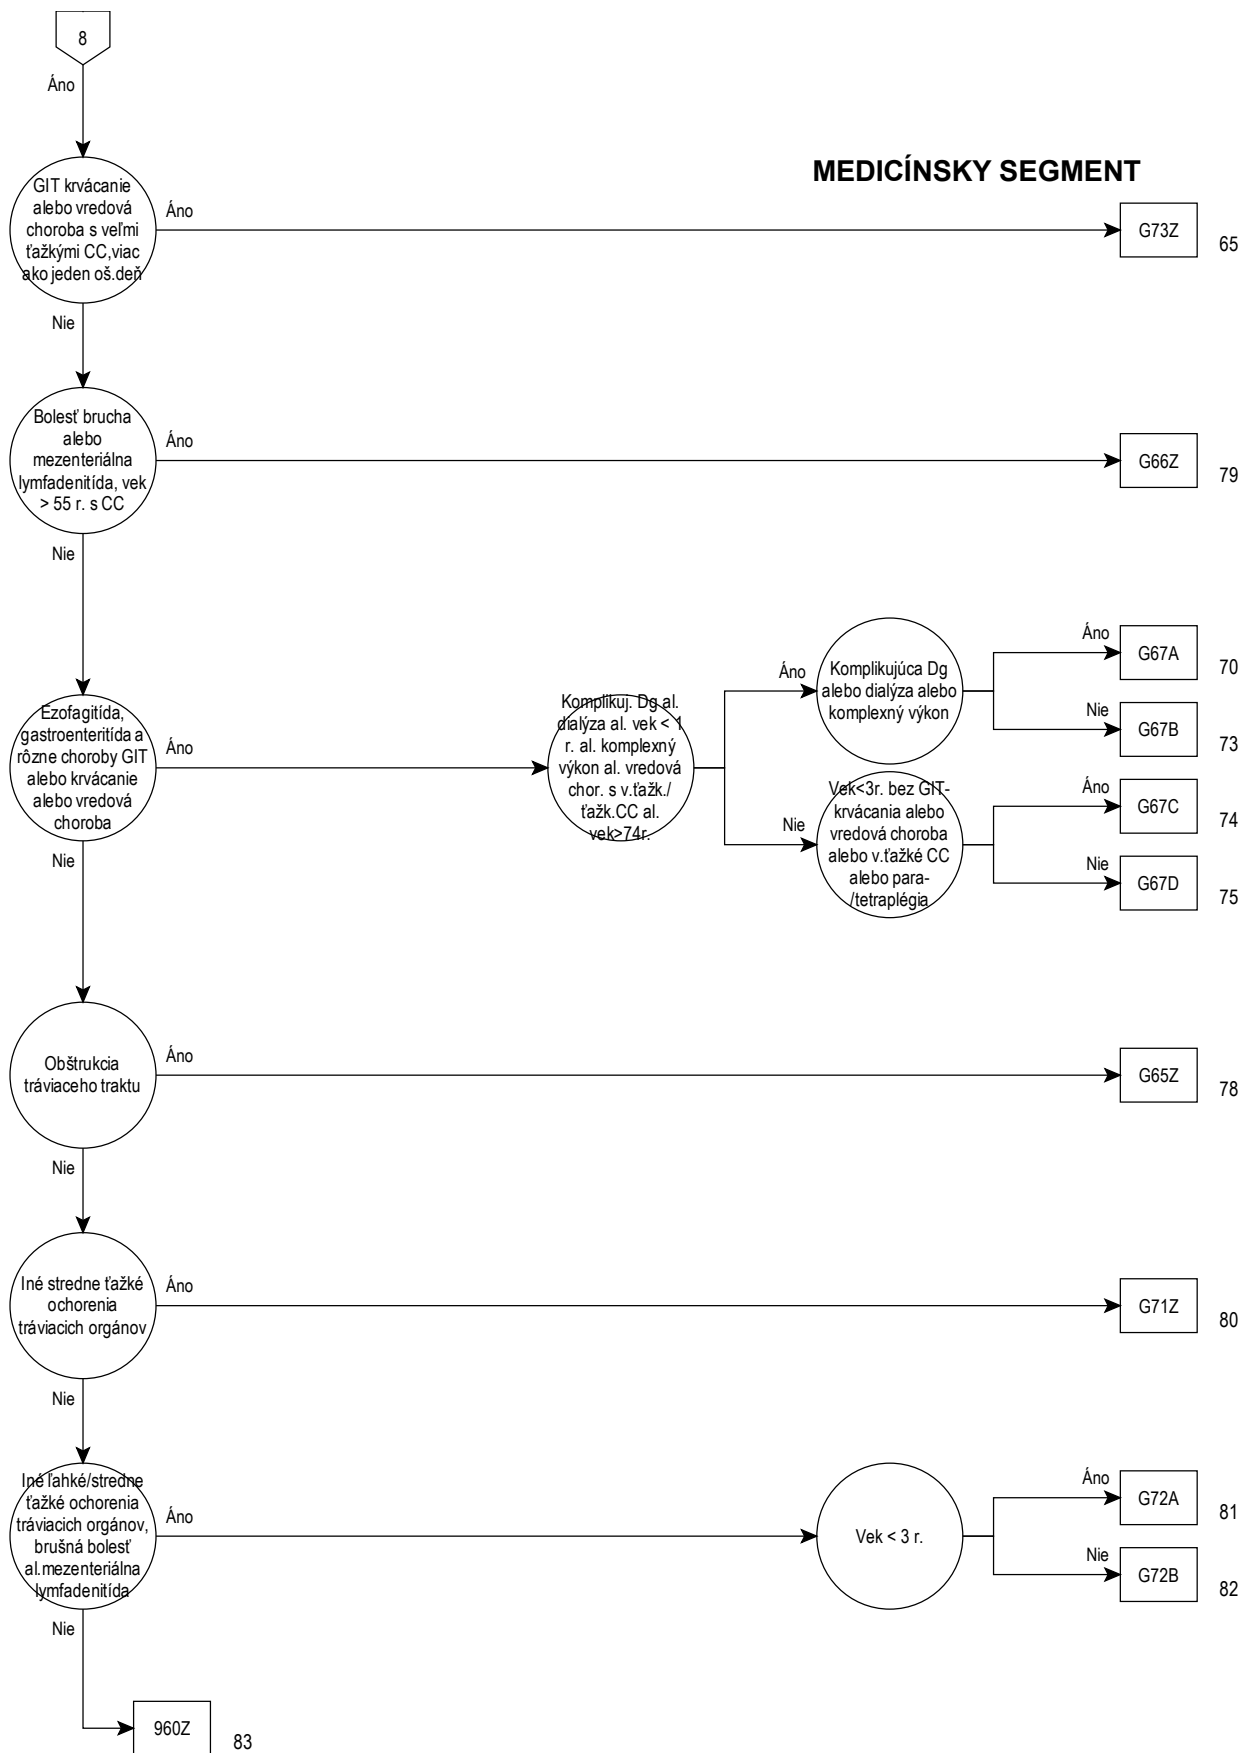 8
Áno
MEDICÍNSKY SEGMENT
GIT krvácanie
alebo vredová
choroba s veľmi
ťažkými CC,viac
ako jeden oš.deň
Áno
G73Z
65
Nie
Bolesť brucha
alebo
mezenteriálna
lymfadenitída, vek
> 55 r. s CC
Áno
G66Z
79
Nie
Ezofagitída,
gastroenteritída a
rôzne choroby GIT
alebo krvácanie
alebo vredová
choroba
Áno
Komplikuj. Dg al.
dialýza al. vek < 1
r. al. komplexný
výkon al. vredová
chor. s v.ťažk./
ťažk.CC al.
vek>74r.
Áno
Komplikujúca Dg
alebo dialýza alebo
komplexný výkon
Áno
G67A
70
Nie
G67B
73
Nie
Vek<3r. bez GIT-
krvácania alebo
vredová choroba
alebo v.ťažké CC
alebo para-
/tetraplégia
Áno
G67C
74
Nie
G67D
75
Nie
Obštrukcia
tráviaceho traktu
Áno
G65Z
78
Nie
Iné stredne ťažké
ochorenia
tráviacich orgánov
Áno
G71Z
80
Nie
Iné ľahké/stredne
ťažké ochorenia
tráviacich orgánov,
brušná bolesť
al.mezenteriálna
lymfadenitída
Áno
Vek < 3 r.
Áno
G72A
81
Nie
G72B
82
Nie
960Z
83